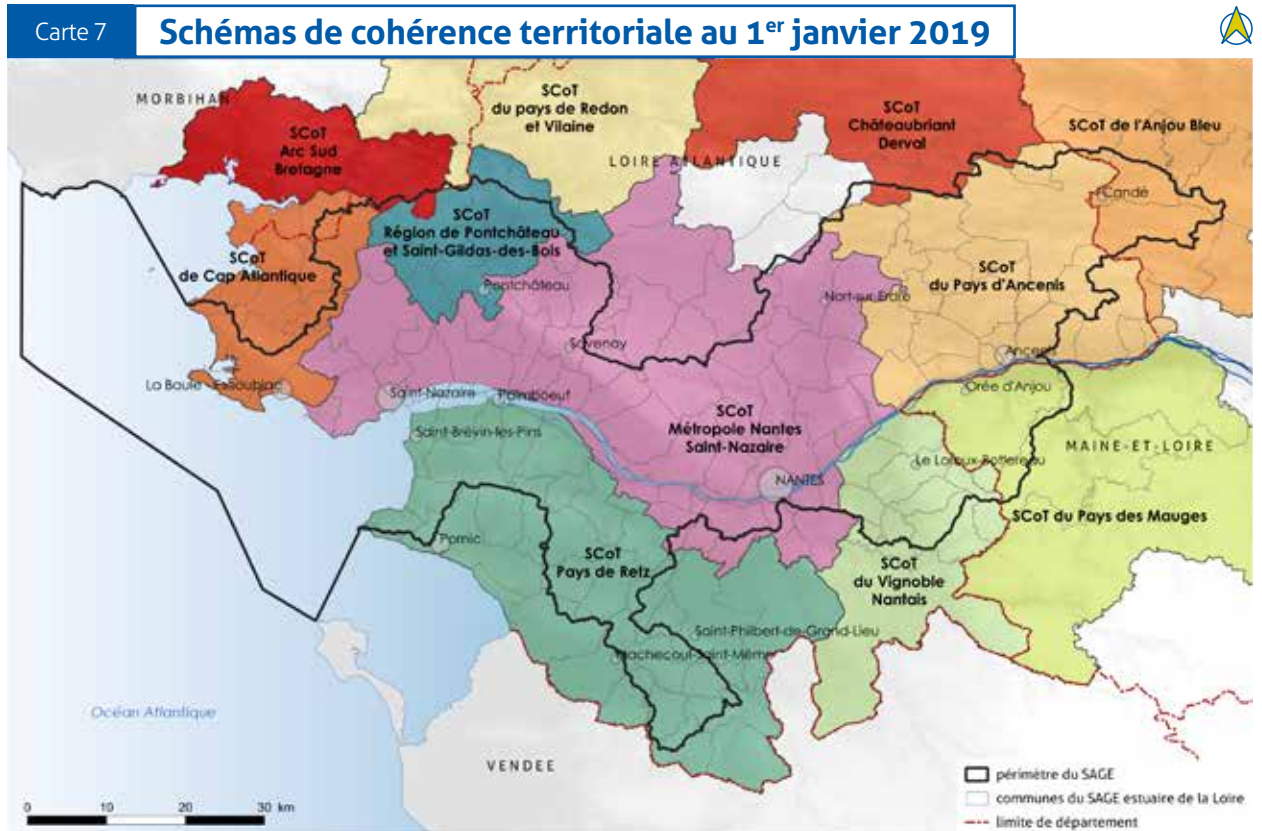 Carte 7
Schémas de cohérence territoriale au 1er janvier 2019
MORBIHAN
SCoT
Arc Sud
Bretagne
SCoT
du pays de Redon
et Vilaine
LOIRE ATLANTIQUE
SCoT
Châteaubriant
Derval
SCoT de l'Anjou Bleu
Candé
SCoT
Région de Pontchâteau
et Saint-Gildas-des-Bois
SCoT
de Cap Atlantique
Pontchâteau
SCoT
du Pays d'Ancenis
Nort-sur-Erdre
Savenay
Ancenis
La Baule - Escoublac
Saint-Nazaire
Paimboeuf
Orée d'Anjou
SCoT
Métropole Nantes
Saint-Nazaire
Saint-Brévin-les-Pins
MAINE-ET-LOIRE
Le Loroux-Bottereau
NANTES
SCoT du Pays des Mauges
Pornic
SCoT
Pays de Retz
SCoT
du Vignoble
Nantais
Saint-Philbert-de-Grand-Lieu
Machecoul-Saint-Même
Océan Atlantique
VENDEE
périmètre du SAGE
communes du SAGE estuaire de la Loire
limite de département
0 10 20 30 km